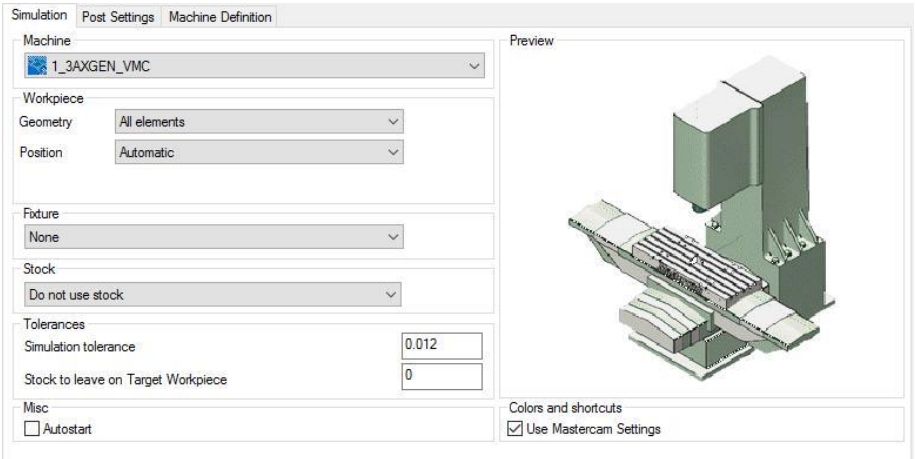 Simulation Post Settings Machine Definition
Machine
1_3AXGEN_VMC
Workpiece
Geometry All elements
Position Automatic
Fixture
None
Stock
Do not use stock
Tolerances
Simulation tolerance 0.012
Stock to leave on Target Workpiece 0
Misc
Autostart
Preview
Colors and shortcuts
Use Mastercam Settings